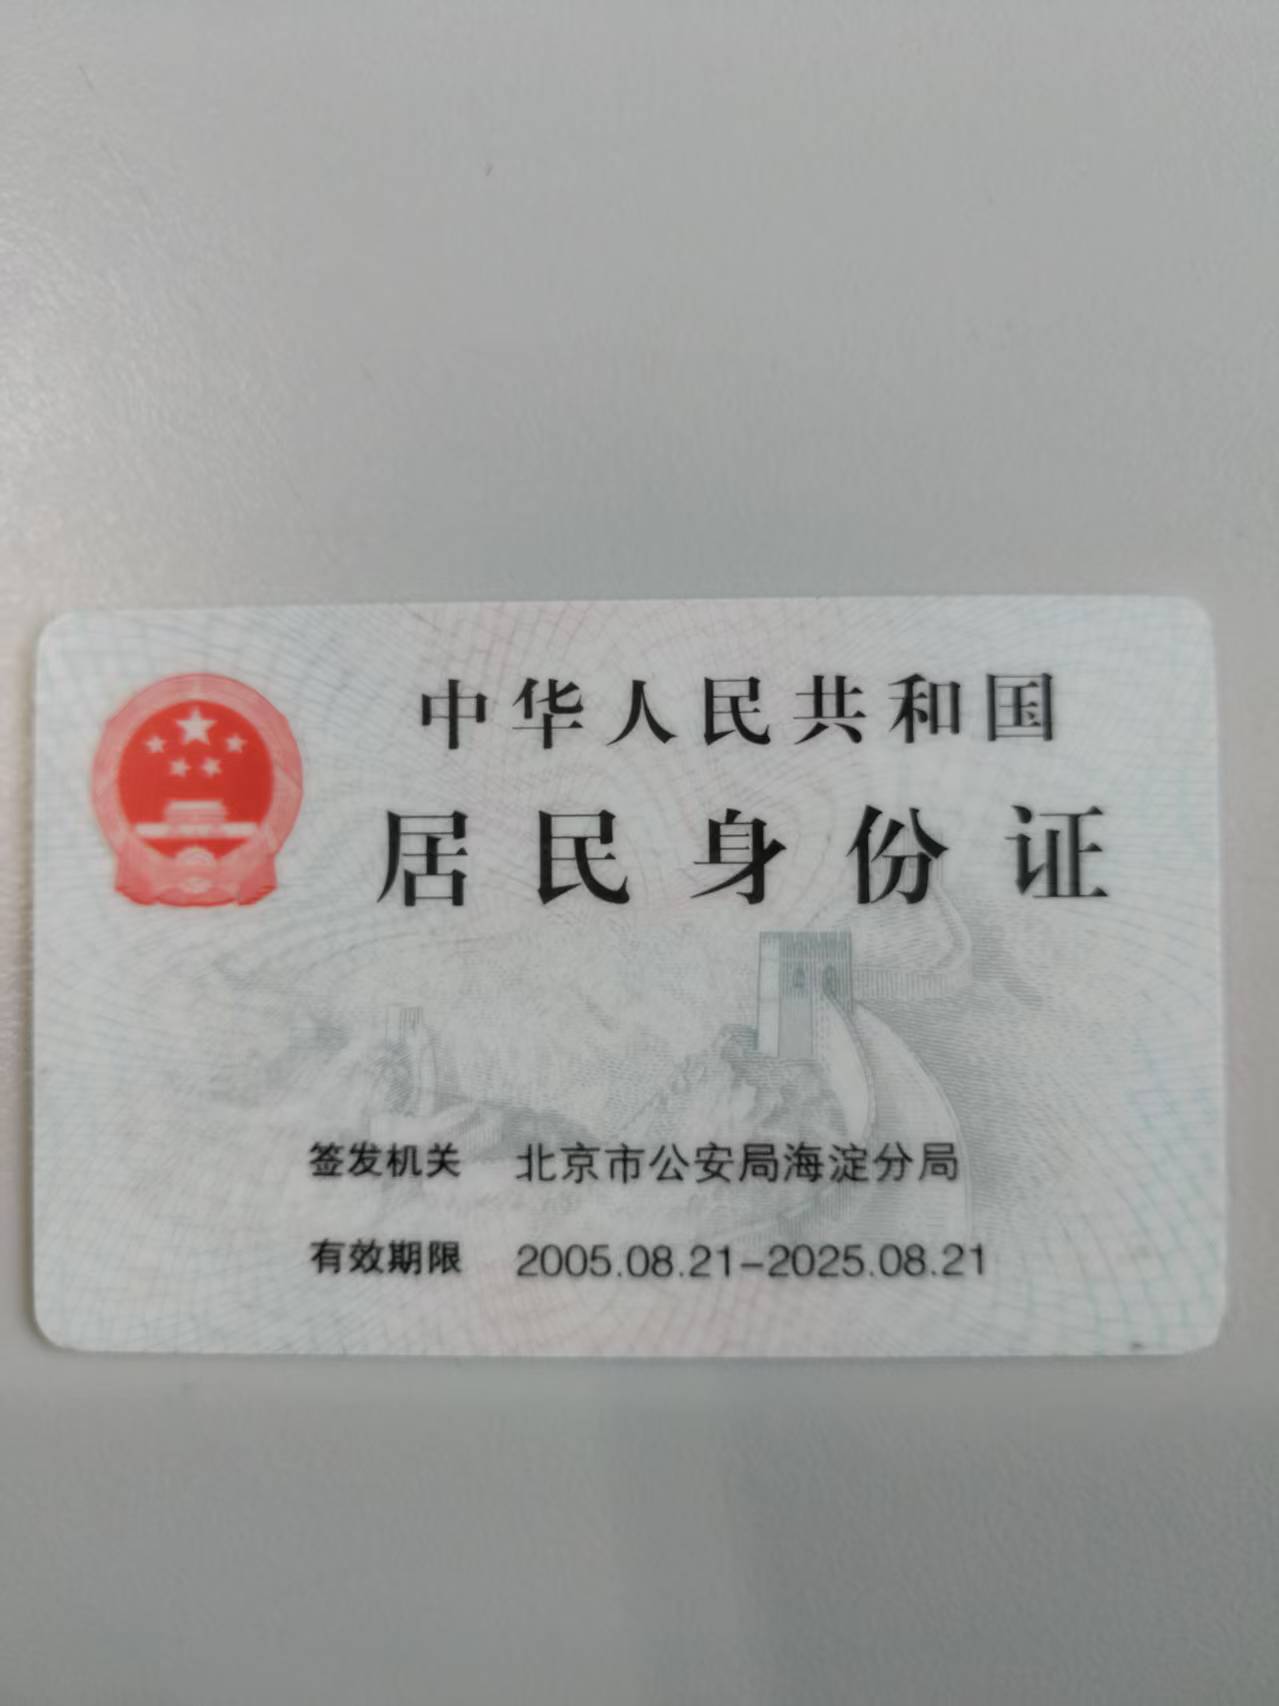 中华人民共和国
居民身份证
签发机关 北京市公安局海淀分局
有效期限 2005.08.21-2025.08.21